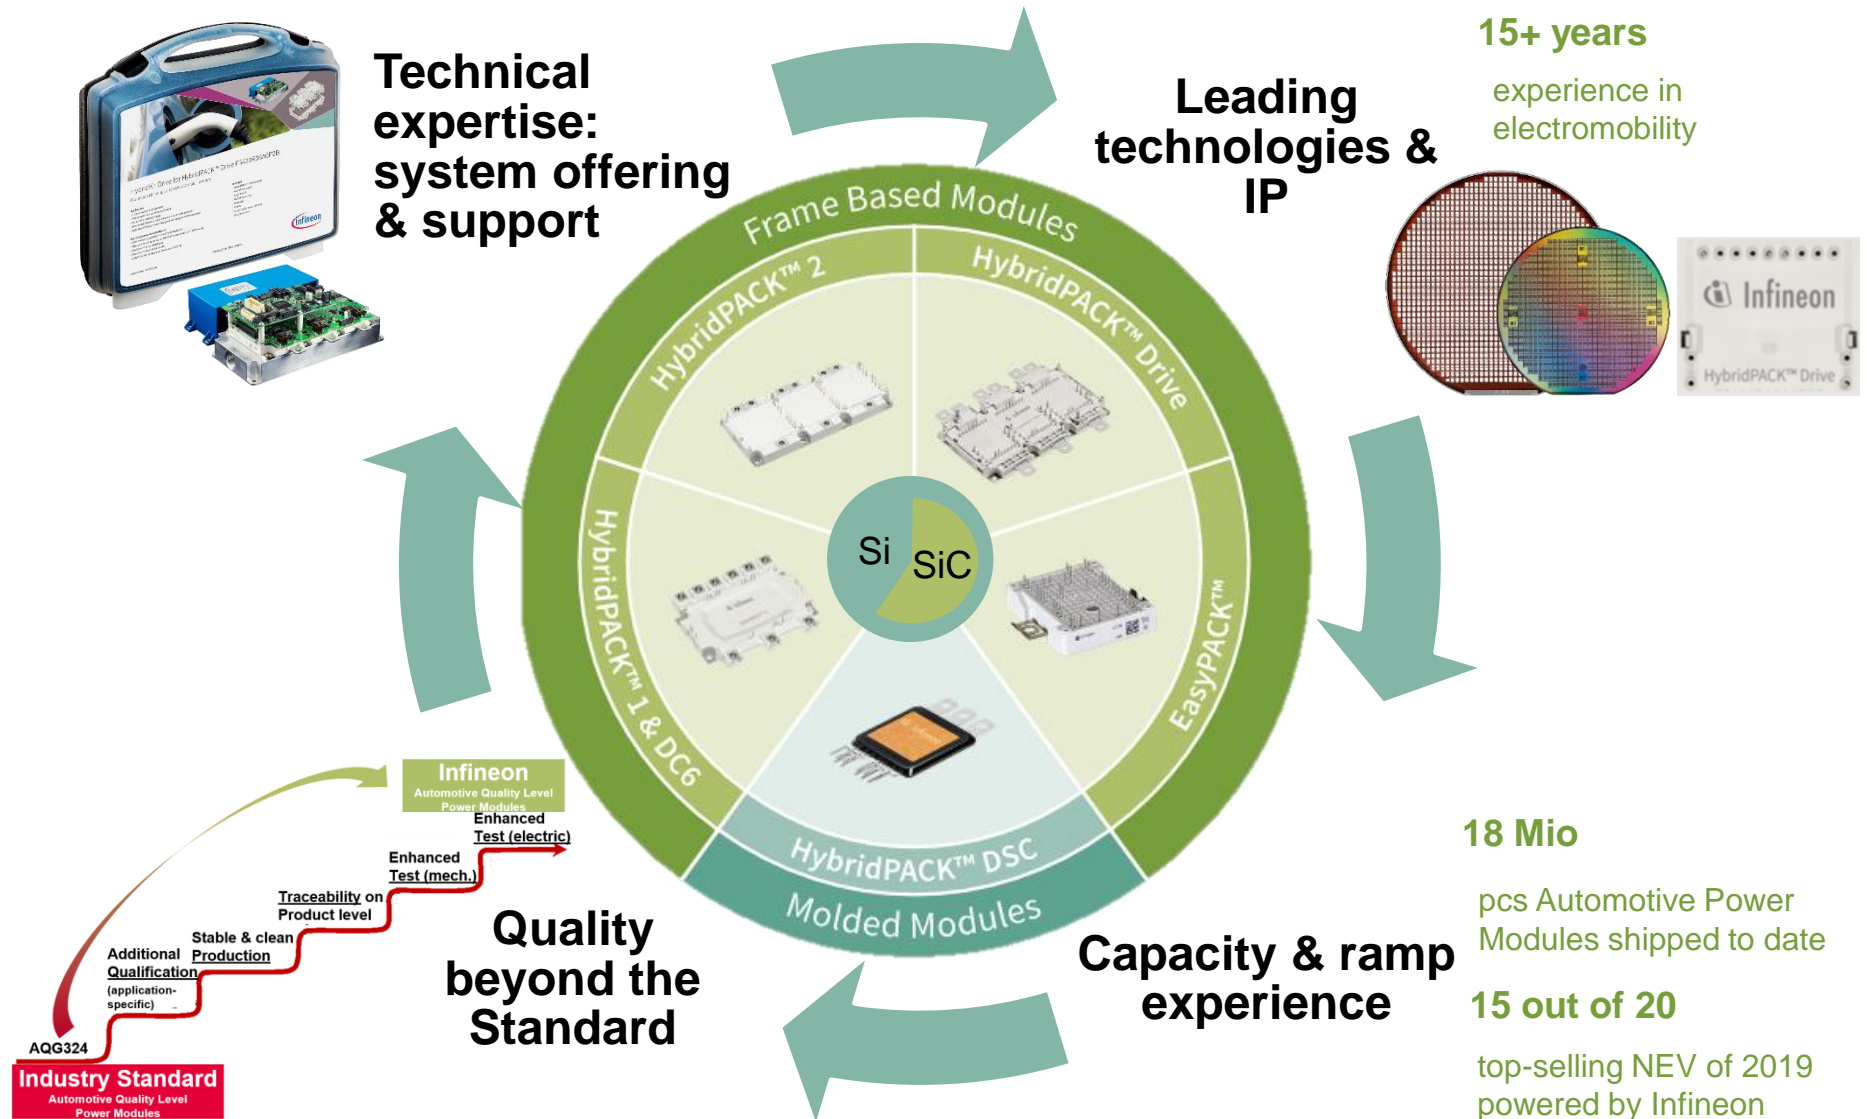 Technical
expertise:
system offering
& support
infineon
Leading
technologies &
IP
15+ years
experience in
electromobility
Infineon
HybridPACK™ Drive
Frame Based Modules
HybridPACK™ 2
HybridPACK™ Drive
HybridPACK™ 1 & DC6
EasyPACK™
Si
SiC
Infineon
HybridPACK™ DSC
Molded Modules
Infineon
Automotive Quality Level
Power Modules
Enhanced
Test (electric)
Enhanced
Test (mech.)
Traceability on
Product level
Stable & clean
Production
Additional
Qualification
(application-
specific)
AQG324
Industry Standard
Automotive Quality Level
Power Modules
Quality
beyond the
Standard
Capacity & ramp
experience
18 Mio
pcs Automotive Power
Modules shipped to date
15 out of 20
top-selling NEV of 2019
powered by Infineon